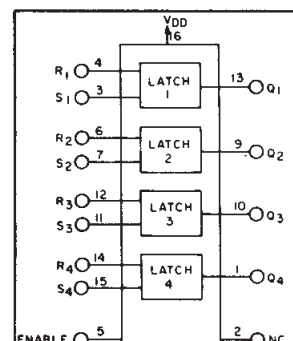 VDD
16
R1 4 LATCH 1 13 Q1
S1 3
R2 6 LATCH 2 9 Q2
S2 7
R3 12 LATCH 3 10 Q3
S3 11
R4 14 LATCH 4 1 Q4
S4 15
ENABLE 5 2 NC